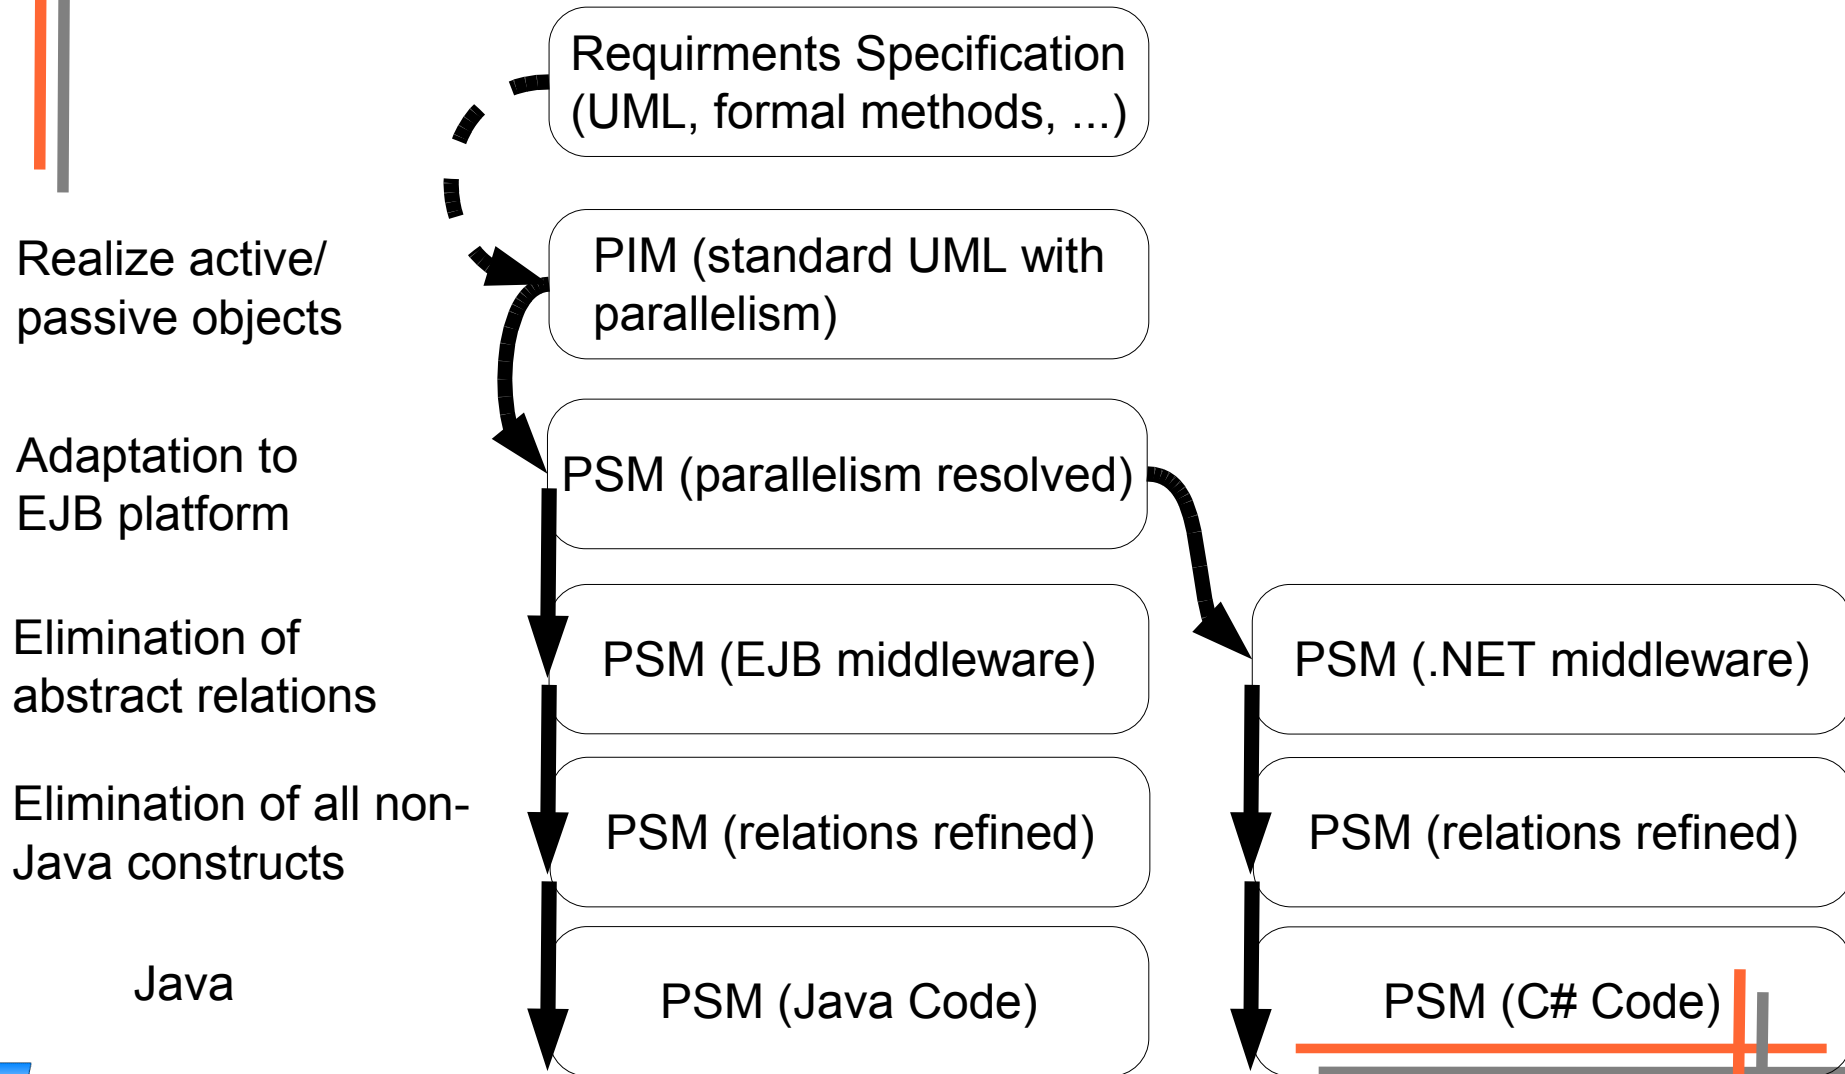 Requirments Specification
(UML, formal methods, ...)
Realize active/
passive objects
PIM (standard UML with
parallelism)
Adaptation to
EJB platform
PSM (parallelism resolved)
Elimination of
abstract relations
PSM (EJB middleware)
PSM (.NET middleware)
Elimination of all non-
Java constructs
PSM (relations refined)
PSM (relations refined)
Java
PSM (Java Code)
PSM (C# Code)